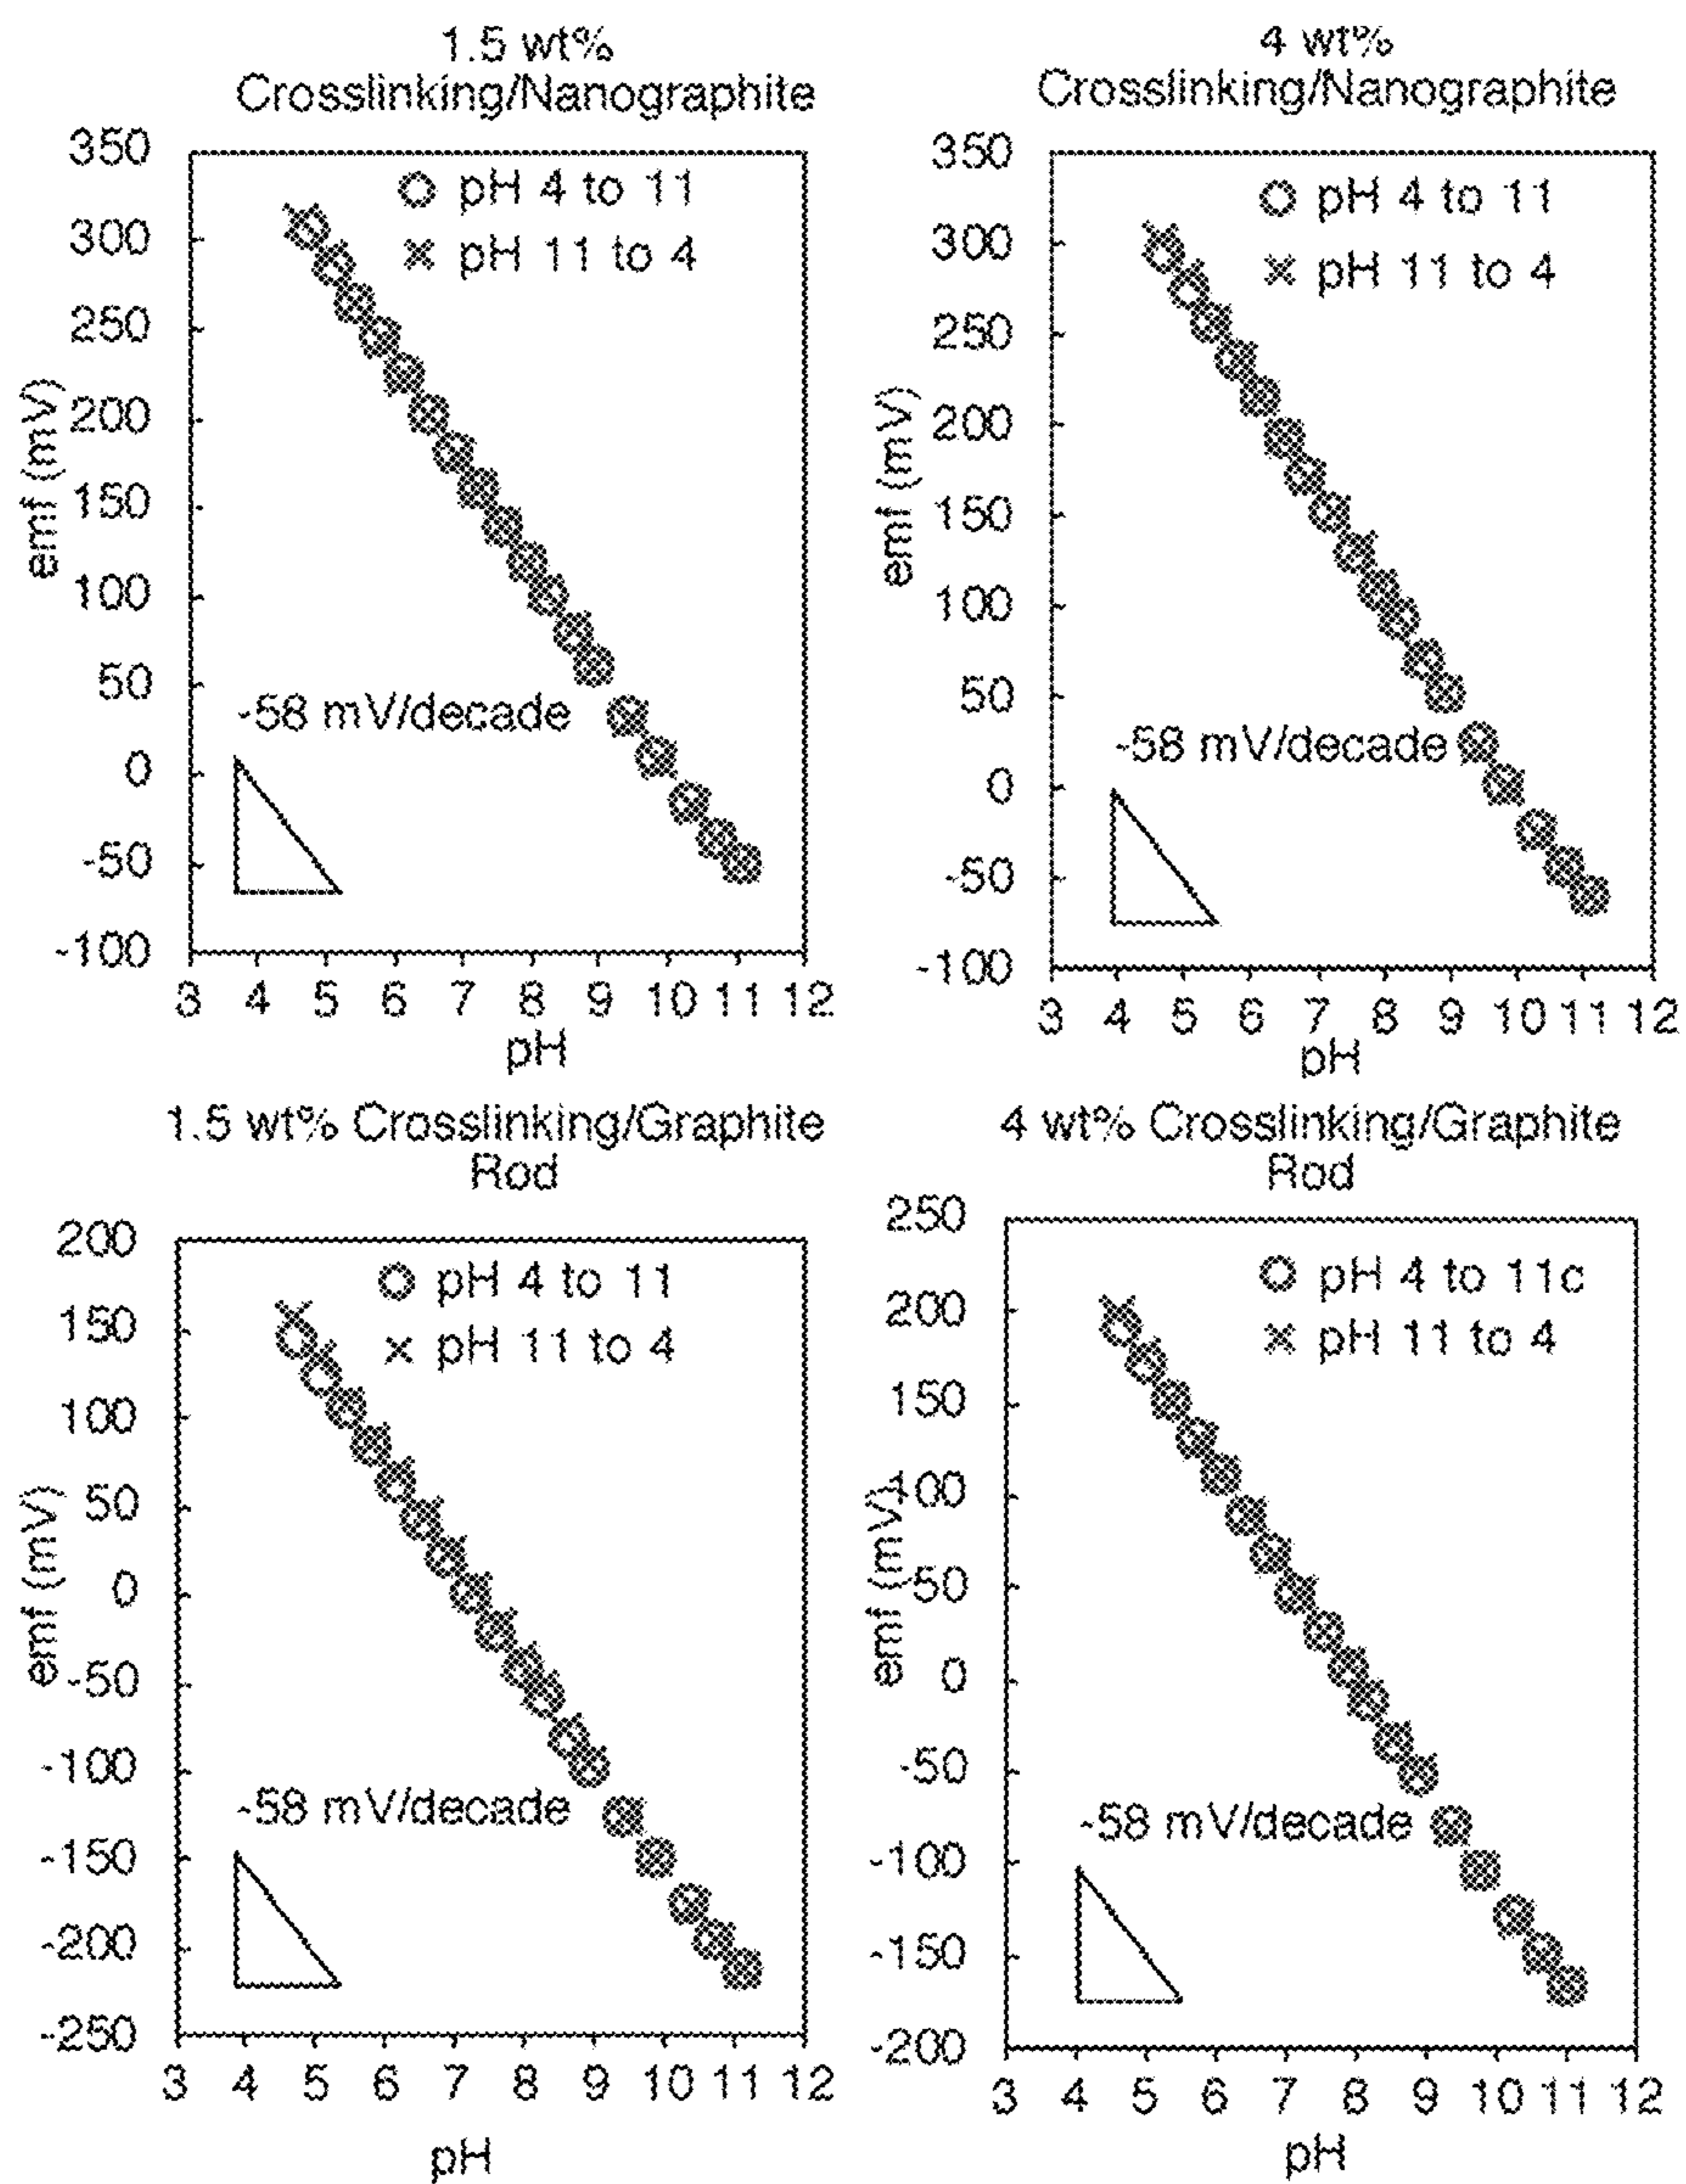 1.5 wt%
Crosslinking/Nanographite
350
300
250
200
150
100
50
0
-50
-100
emf (mV)
O pH 4 to 11
× pH 11 to 4
-58 mV/decade
3 4 5 6 7 8 9 10 11 12
pH
4 wt%
Crosslinking/Nanographite
350
300
250
200
150
100
50
0
-50
-100
emf (mV)
O pH 4 to 11
× pH 11 to 4
-58 mV/decade
3 4 5 6 7 8 9 10 11 12
pH
1.5 wt% Crosslinking/Graphite
Rod
200
150
100
50
0
-50
-100
-150
-200
-250
emf (mV)
O pH 4 to 11
× pH 11 to 4
-58 mV/decade
3 4 5 6 7 8 9 10 11 12
pH
4 wt% Crosslinking/Graphite
Rod
250
200
150
100
50
0
-50
-100
-150
-200
emf (mV)
O pH 4 to 11c
× pH 11 to 4
-58 mV/decade
3 4 5 6 7 8 9 10 11 12
pH